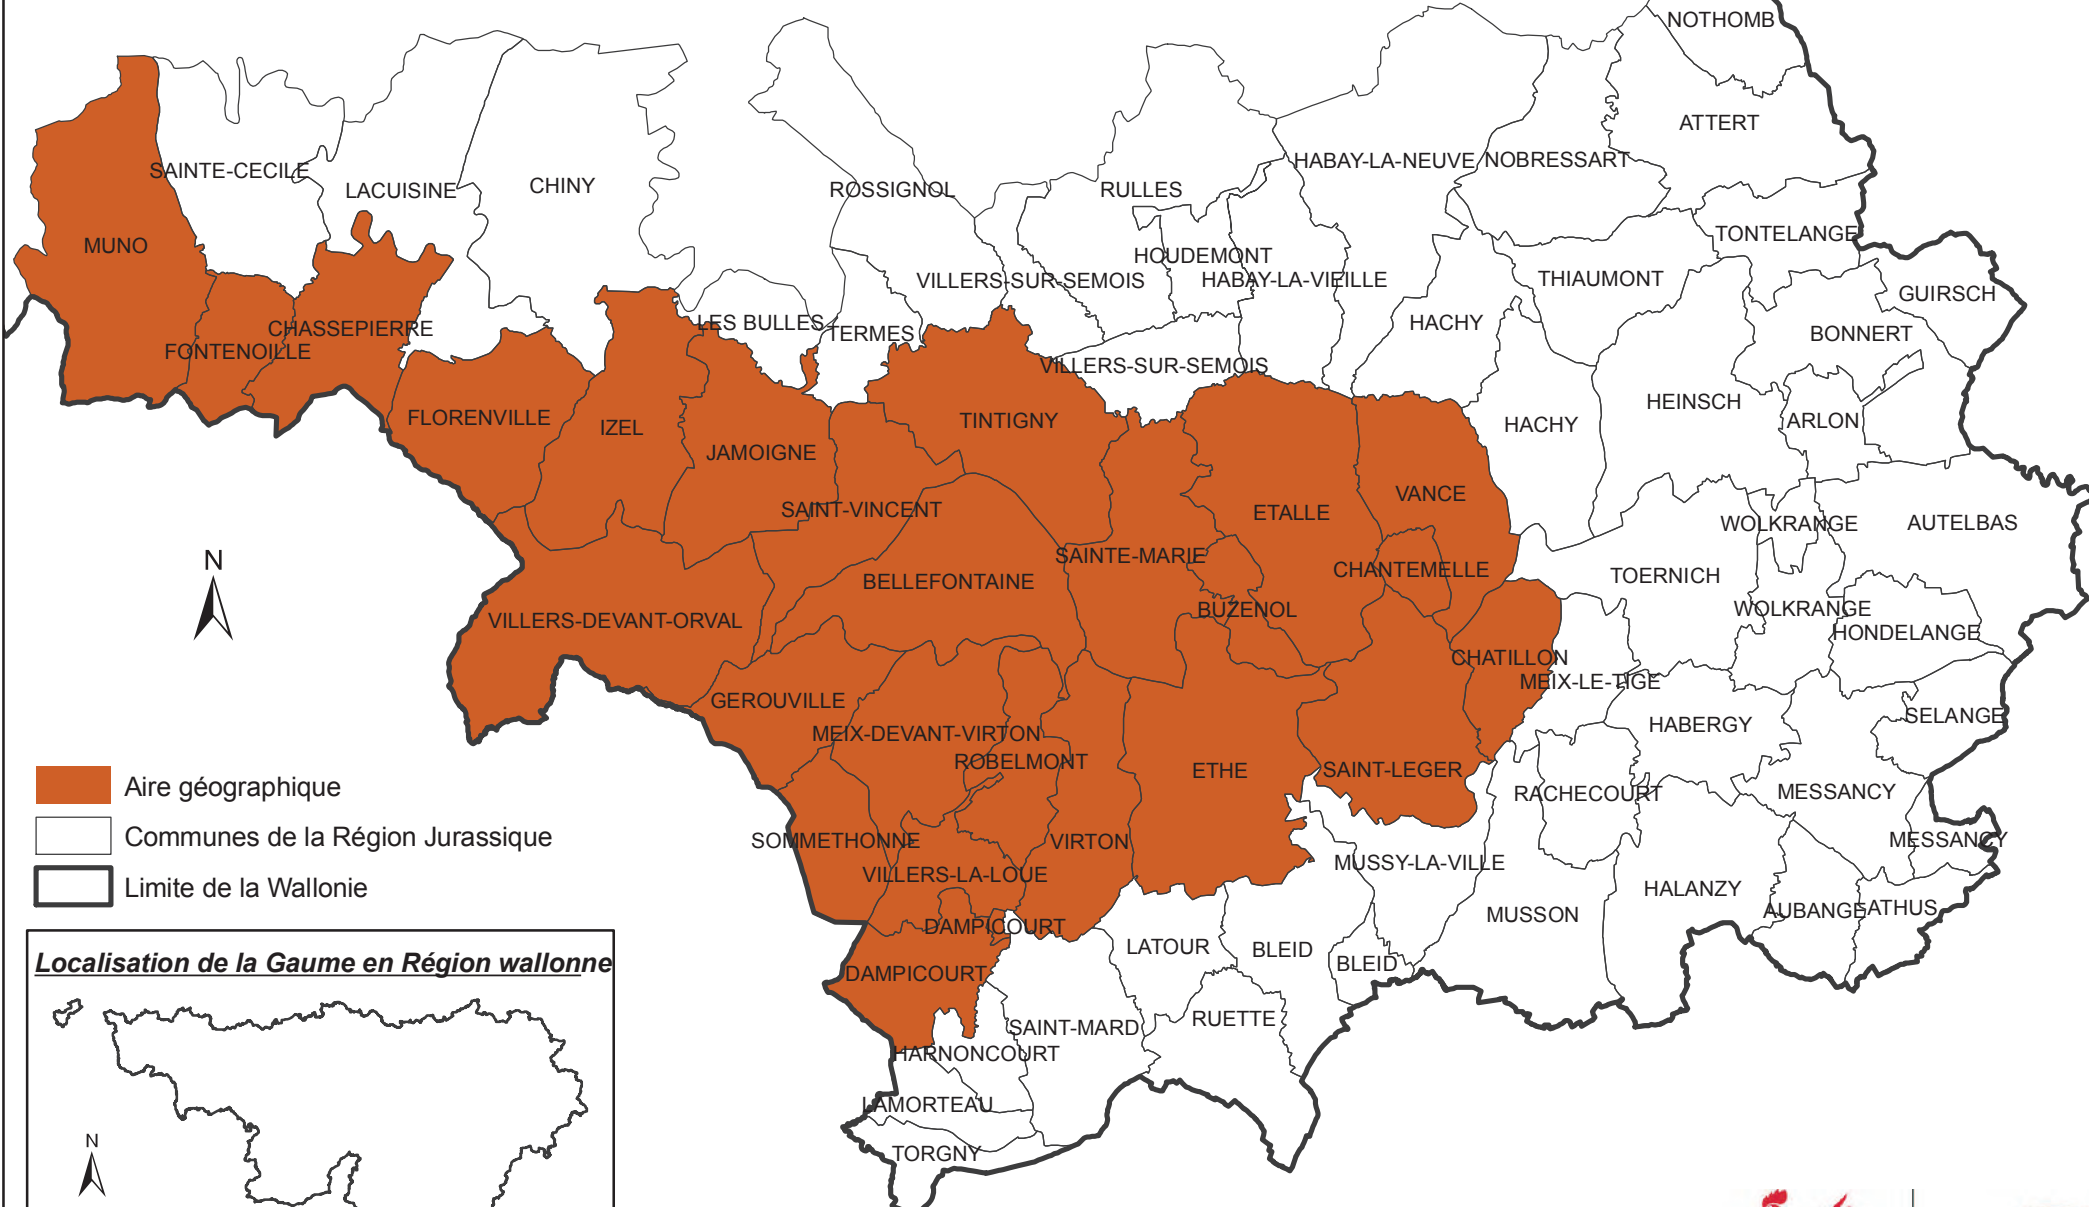 NOTHOMB
ATTERT
SAINTE-CECILE
LACUISINE
CHINY
ROSSIGNOL
RULLES
HABAY-LA-NEUVE
NOBRESSART
MUNO
VILLERS-SUR-SEMOIS
HOUDEMONT
HABAY-LA-VIEILLE
TONTELANGE
THIAUMONT
GUIRSCH
CHASSEPIERRE
FONTENOILLE
LES BULLES
TERMES
HACHY
BONNERT
VILLERS-SUR-SEMOIS
FLORENVILLE
IZEL
JAMOIGNE
TINTIGNY
HACHY
HEINSCH
ARLON
SAINT-VINCENT
ETALLE
VANCE
WOLKRANGE
AUTELBAS
N
BELLEFONTAINE
SAINTE-MARIE
CHANTEMELLE
TOERNICH
VILLERS-DEVANT-ORVAL
BUZENOL
WOLKRANGE
HONDELANGE
CHATILLON
MEIX-LE-TIGE
GEROUVILLE
MEIX-DEVANT-VIRTON
HABERGY
SELANGE
ROBELMONT
ETHE
SAINT-LEGER
RACHECOURT
MESSANCY
Aire géographique
Communes de la Région Jurassique
Limite de la Wallonie
SOMMETHONNE
VIRTON
MESSANCY
VILLERS-LA-LOUE
MUSSY-LA-VILLE
HALANZY
DAMPICOURT
MUSSON
AUBANGE
ATHUS
DAMPICOURT
LATOUR
BLEID
BLEID
Localisation de la Gaume en Région wallonne
SAINT-MARD
RUETTE
HARNONCOURT
LAMORTEAU
TORGNY
N